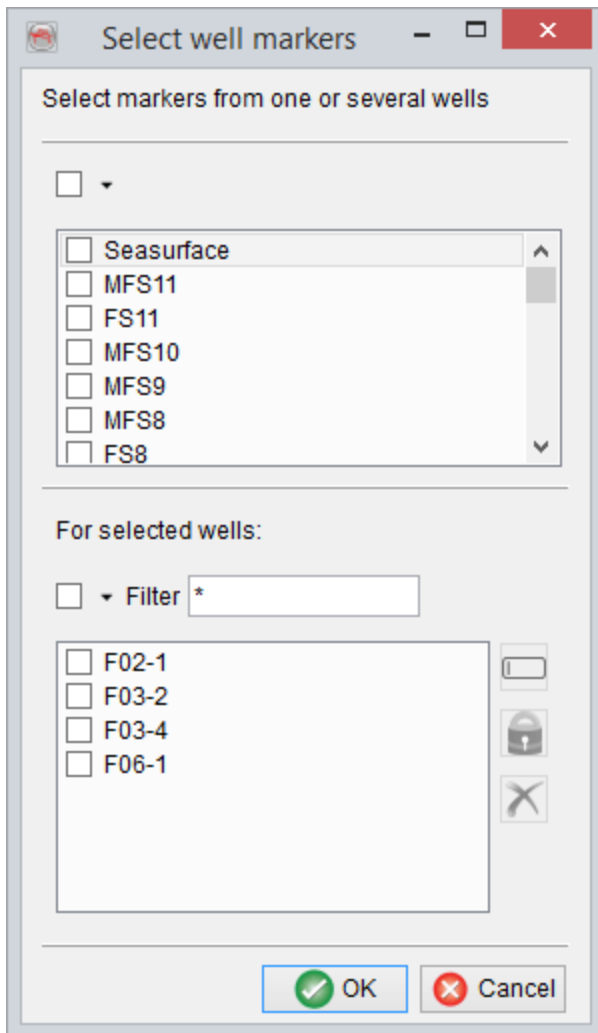 Select well markers
Select markers from one or several wells
Seasurface
MFS11
FS11
MFS10
MFS9
MFS8
FS8
For selected wells:
Filter *
F02-1
F03-2
F03-4
F06-1
OK Cancel